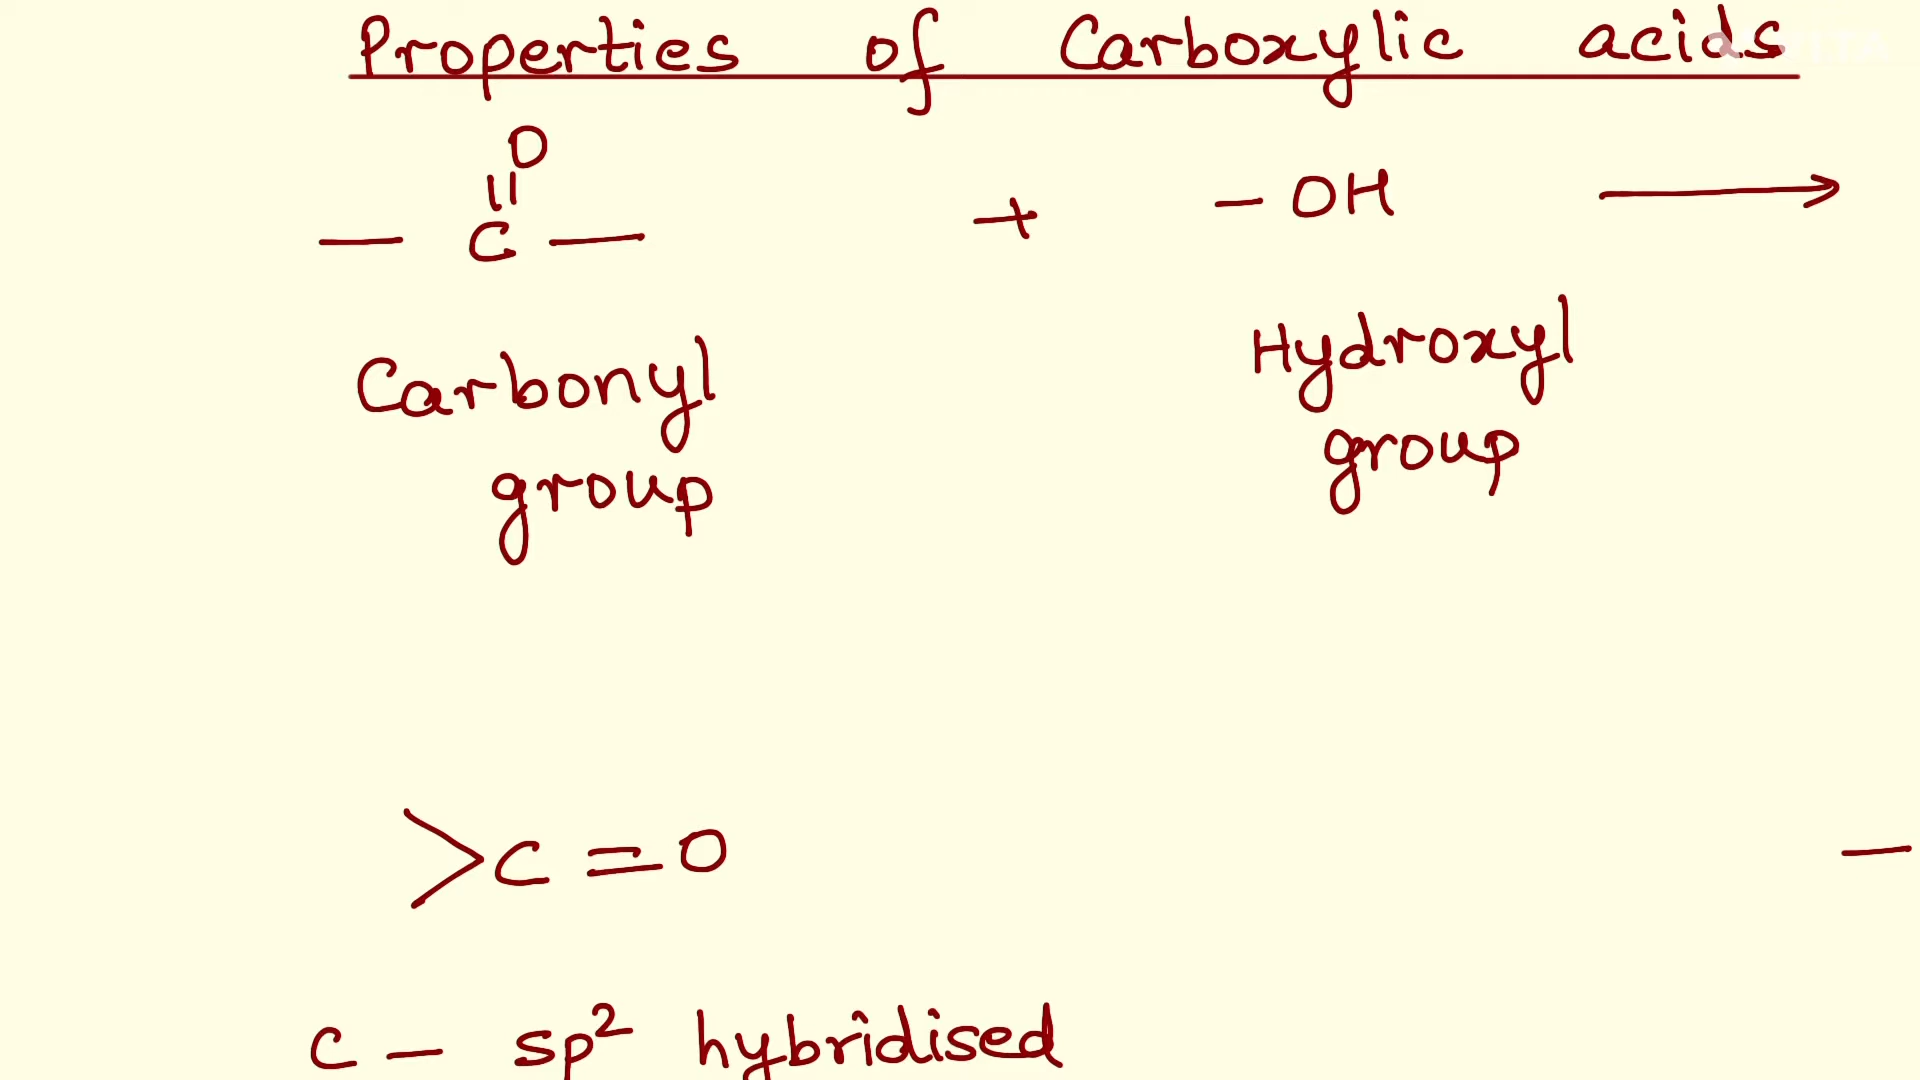 Properties of Carboxylic acids
O
||
— C — + — OH →
Carbonyl group
Hydroxyl group
>C = O —
C — sp² hybridised